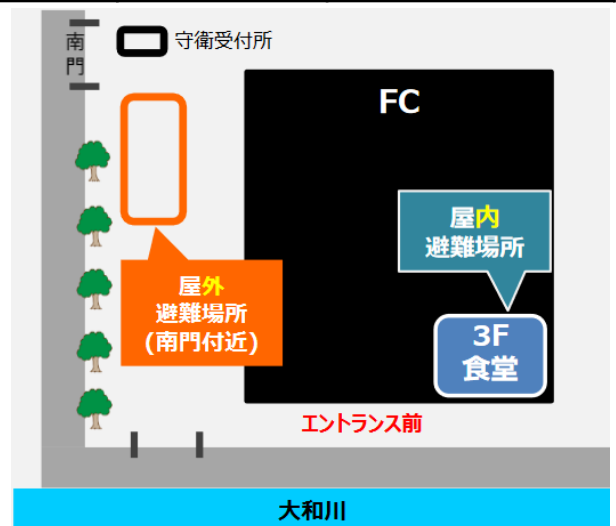 南
門
守衛受付所
FC
屋内
避難場所
屋外
避難場所
(南門付近)
3F
食堂
エントランス前
大和川